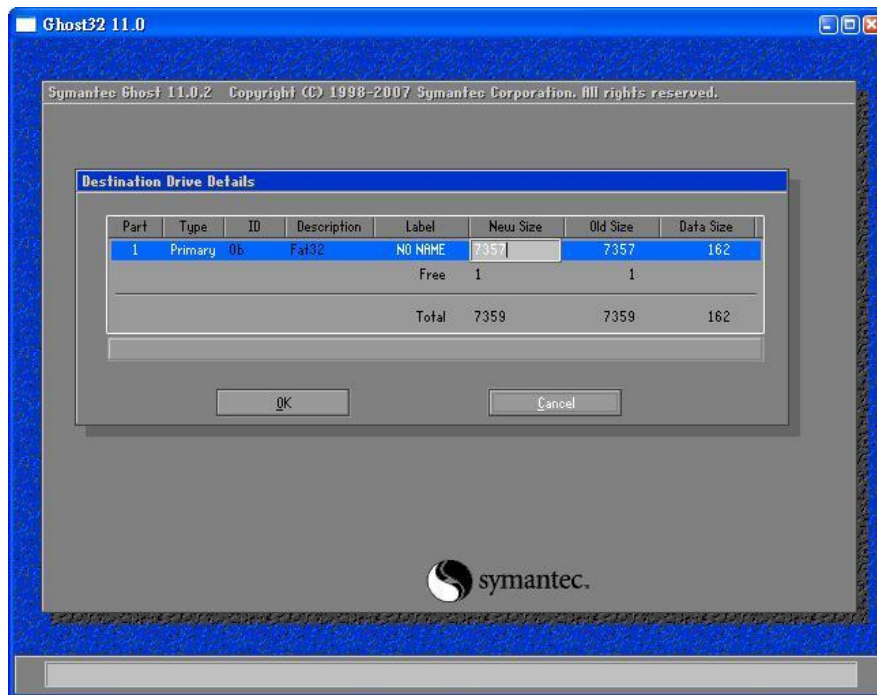 Ghost32 11.0
Symantec Ghost 11.0.2 Copyright (C) 1998-2007 Symantec Corporation. All rights reserved.
Destination Drive Details
Part Type ID Description Label New Size Old Size Data Size
1 Primary 0b Fat32 NO NAME 7357 7357 162
Free 1 1
Total 7359 7359 162
OK Cancel
symantec.